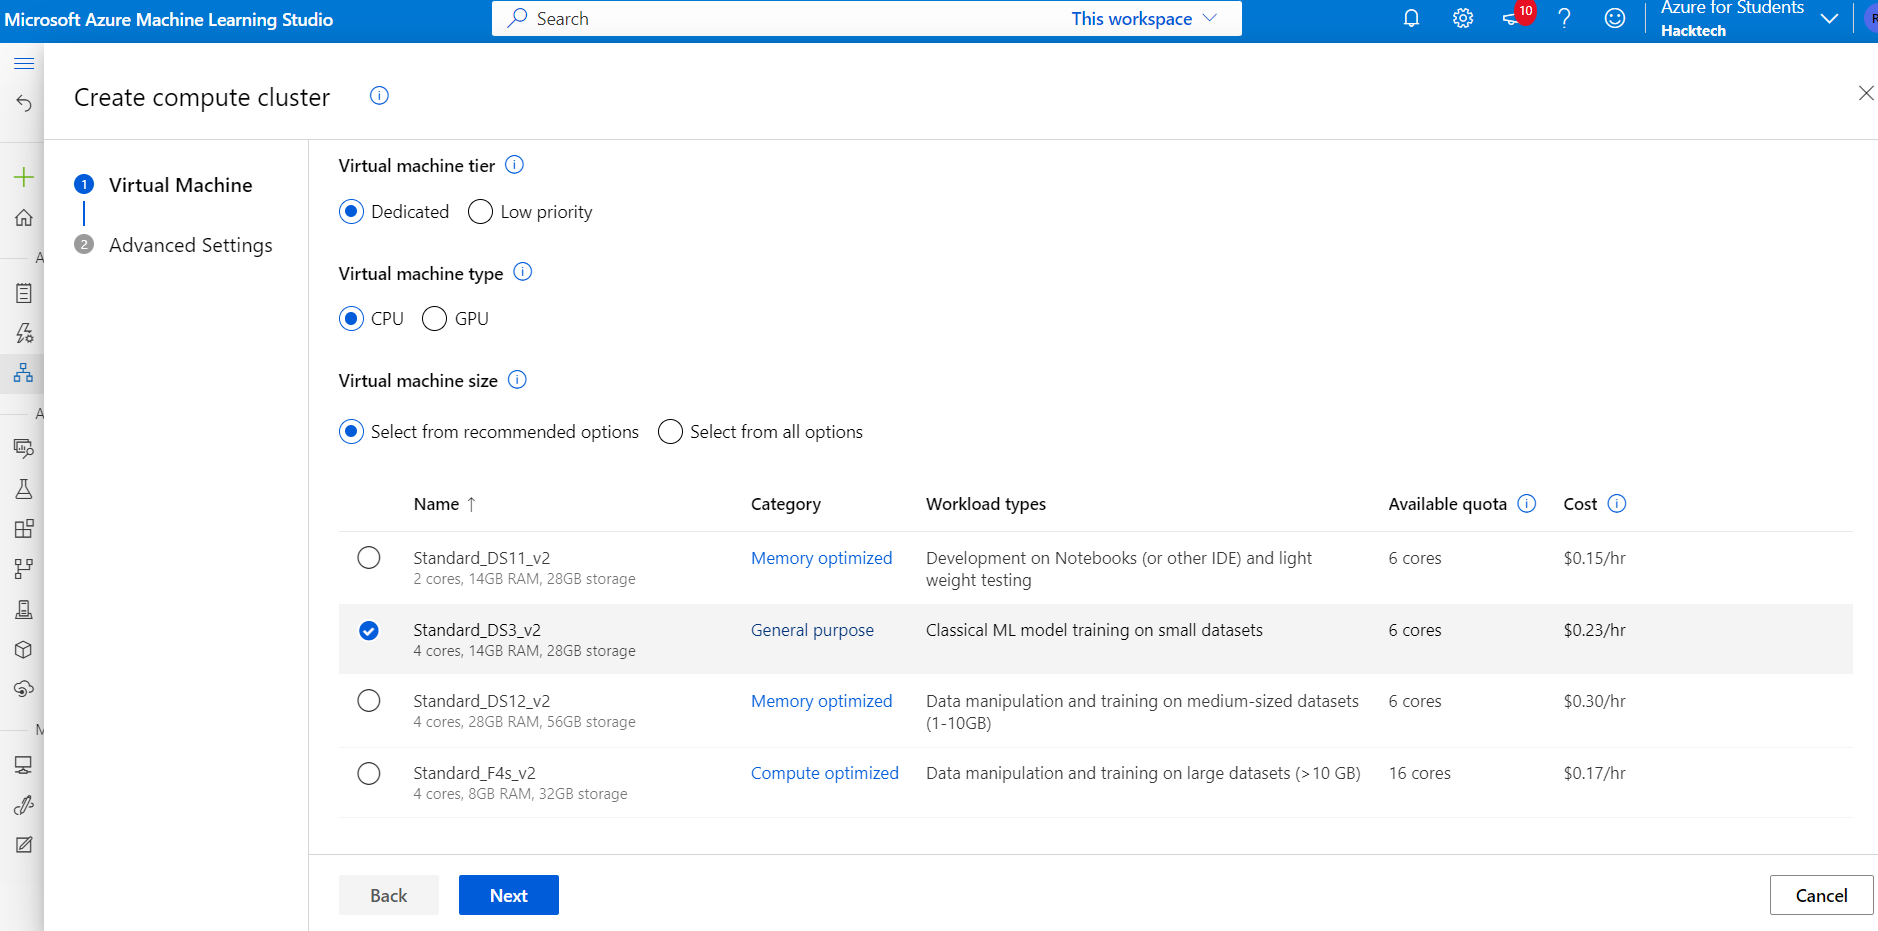 Microsoft Azure Machine Learning Studio
Search
This workspace
10
Azure for Students
Hacktech
R
Create compute cluster
1 Virtual Machine
2 Advanced Settings
A
A
M
Virtual machine tier
Dedicated Low priority
Virtual machine type
CPU GPU
Virtual machine size
Select from recommended options Select from all options
Name ↑ Category Workload types Available quota Cost
Standard_DS11_v2 Memory optimized Development on Notebooks (or other IDE) and light 6 cores $0.15/hr
2 cores, 14GB RAM, 28GB storage weight testing
Standard_DS3_v2 General purpose Classical ML model training on small datasets 6 cores $0.23/hr
4 cores, 14GB RAM, 28GB storage
Standard_DS12_v2 Memory optimized Data manipulation and training on medium-sized datasets 6 cores $0.30/hr
4 cores, 28GB RAM, 56GB storage (1-10GB)
Standard_F4s_v2 Compute optimized Data manipulation and training on large datasets (>10 GB) 16 cores $0.17/hr
4 cores, 8GB RAM, 32GB storage
Back Next Cancel